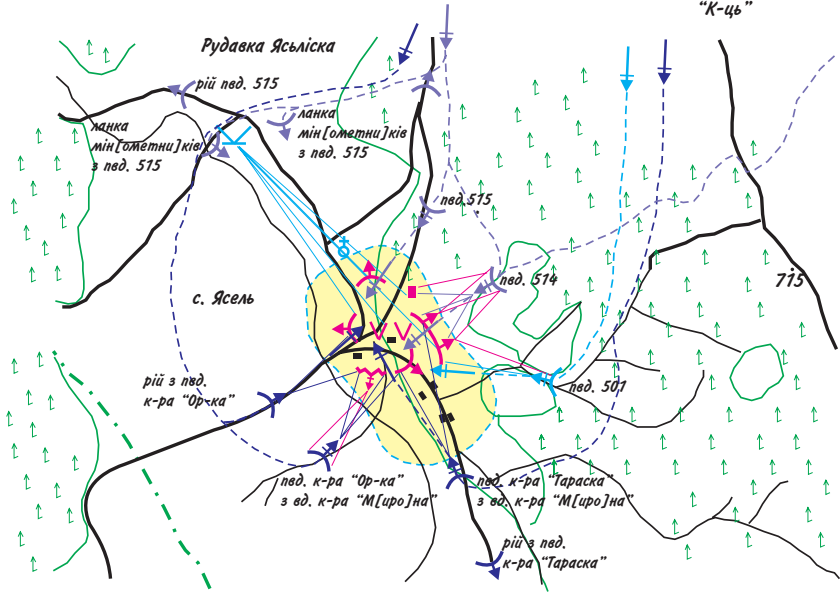 “К-ць”
Рудавка Ясьліска
рій пвд. 515
ланка
мін[ометни]ків
з пвд. 515
ланка
мін[ометни]ків
з пвд. 515
пвд.515
пвд. 514
715
с. Ясель
рій з пвд.
к-ра “Ор-ка”
пвд. 501
пвд. к-ра “Ор-ка”
з вд. к-ра “М[иро]на”
пвд. к-ра “Тараска”
з вд. к-ра “М[иро]на”
рій з пвд.
к-ра “Тараска”